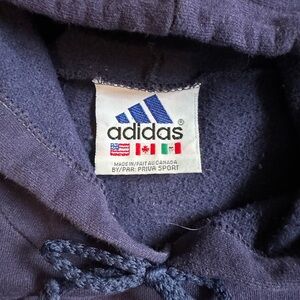 adidas®
MADE IN/FAIT AU CANADA
BY/PAR: PRIVA SPORT